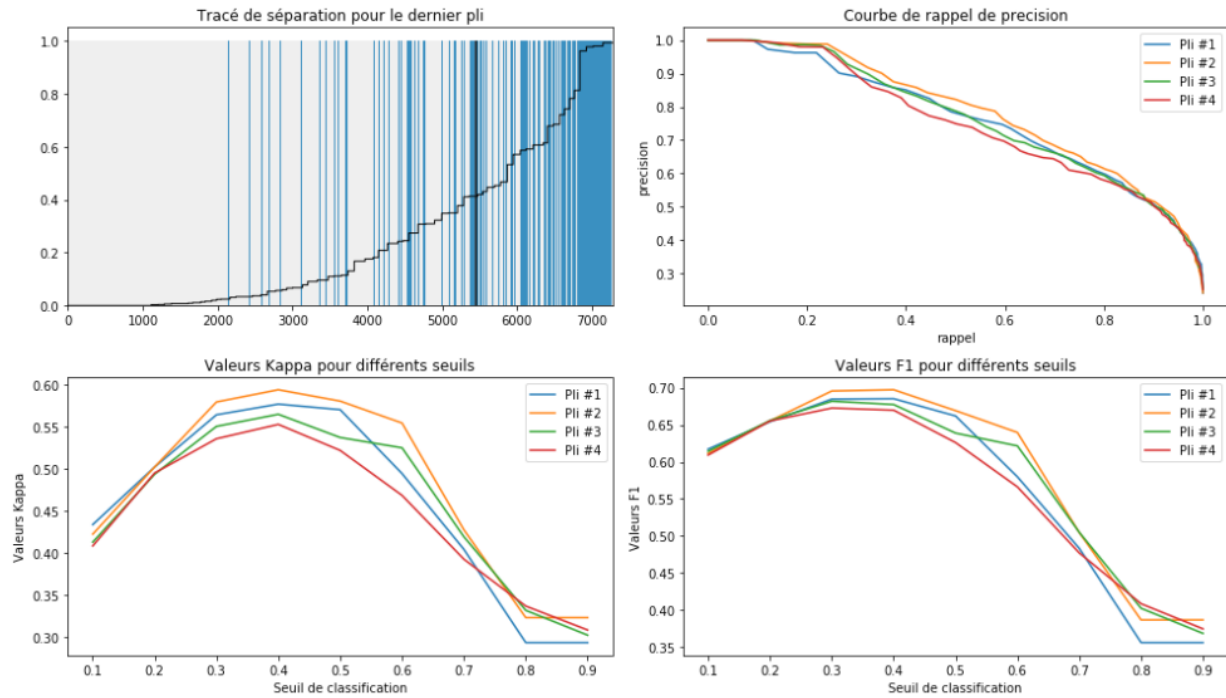 Tracé de séparation pour le dernier pli
1.0
0.8
0.6
0.4
0.2
0.0
0 1000 2000 3000 4000 5000 6000 7000
Courbe de rappel de precision
1.0
0.9
0.8
0.7
0.6
0.5
0.4
0.3
precision
Pli #1
Pli #2
Pli #3
Pli #4
0.0 0.2 0.4 0.6 0.8 1.0
rappel
Valeurs Kappa pour différents seuils
0.60
0.55
0.50
0.45
0.40
0.35
0.30
Valeurs Kappa
Pli #1
Pli #2
Pli #3
Pli #4
0.1 0.2 0.3 0.4 0.5 0.6 0.7 0.8 0.9
Seuil de classification
Valeurs F1 pour différents seuils
0.70
0.65
0.60
0.55
0.50
0.45
0.40
0.35
Valeurs F1
Pli #1
Pli #2
Pli #3
Pli #4
0.1 0.2 0.3 0.4 0.5 0.6 0.7 0.8 0.9
Seuil de classification